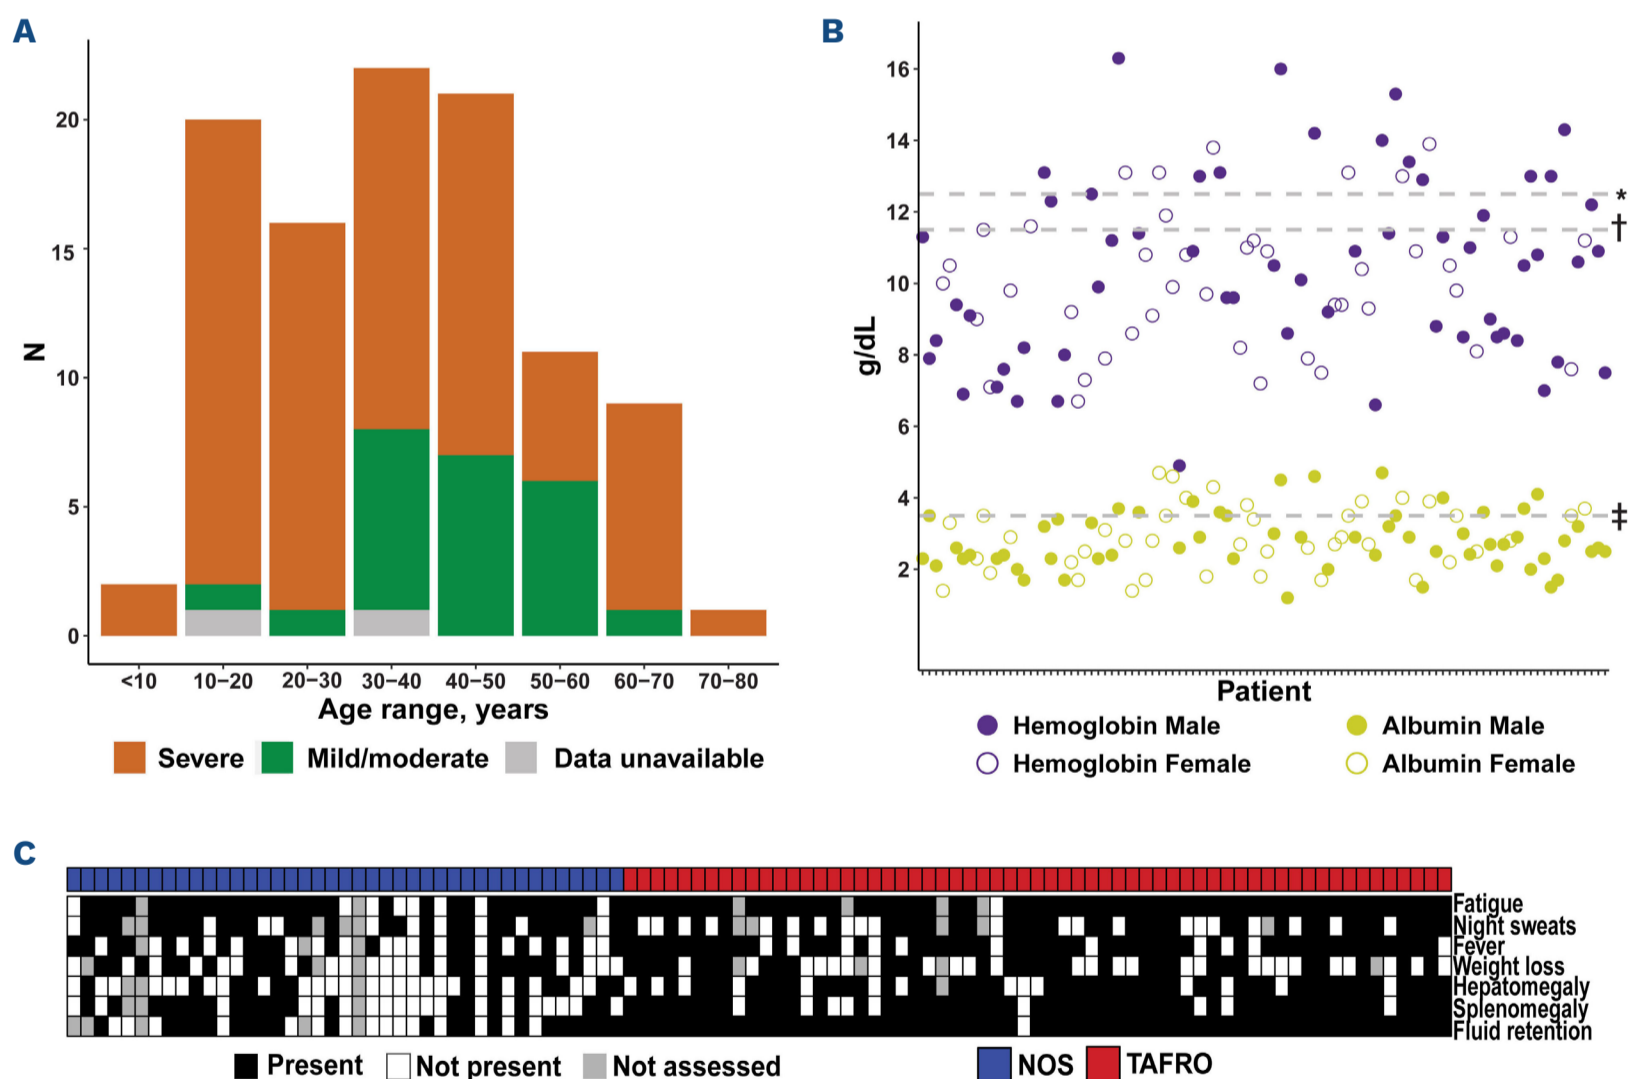 A
B
20
15
10
5
0
N
<10 10−20 20−30 30−40 40−50 50−60 60−70 70−80
Age range, years
Severe Mild/moderate Data unavailable
16
14
12
10
8
6
4
2
g/dL
*
†
‡
Patient
Hemoglobin Male Albumin Male
Hemoglobin Female Albumin Female
C
Fatigue
Night sweats
Fever
Weight loss
Hepatomegaly
Splenomegaly
Fluid retention
Present Not present Not assessed NOS TAFRO